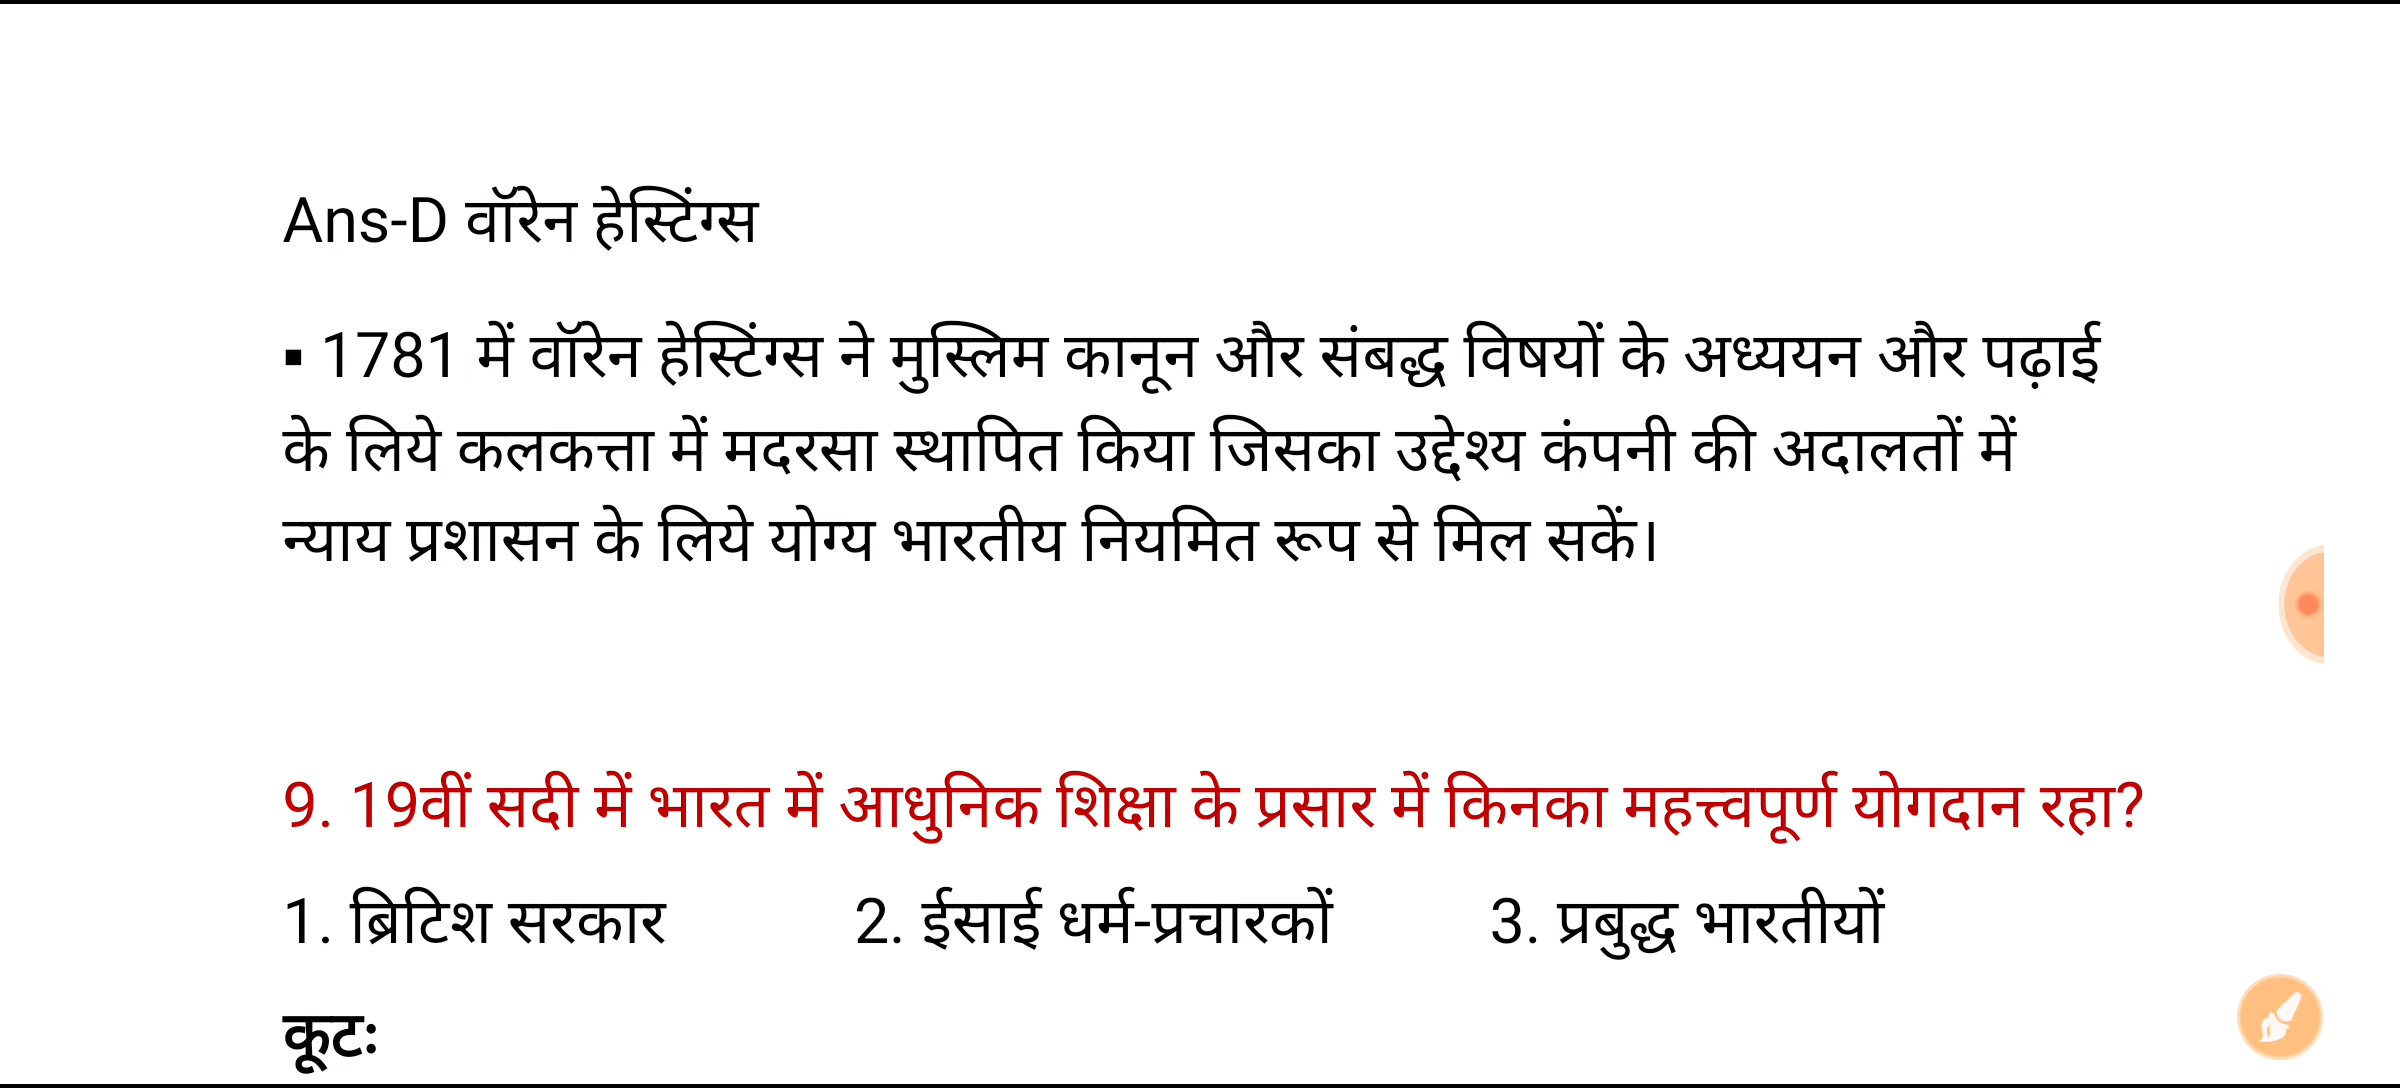 Ans-D वॉरेन हेस्टिंग्स
▪ 1781 में वॉरेन हेस्टिंग्स ने मुस्लिम कानून और संबद्ध विषयों के अध्ययन और पढ़ाई
के लिये कलकत्ता में मदरसा स्थापित किया जिसका उद्देश्य कंपनी की अदालतों में
न्याय प्रशासन के लिये योग्य भारतीय नियमित रूप से मिल सकें।
9. 19वीं सदी में भारत में आधुनिक शिक्षा के प्रसार में किनका महत्त्वपूर्ण योगदान रहा?
1. ब्रिटिश सरकार 2. ईसाई धर्म-प्रचारकों 3. प्रबुद्ध भारतीयों
कूटः